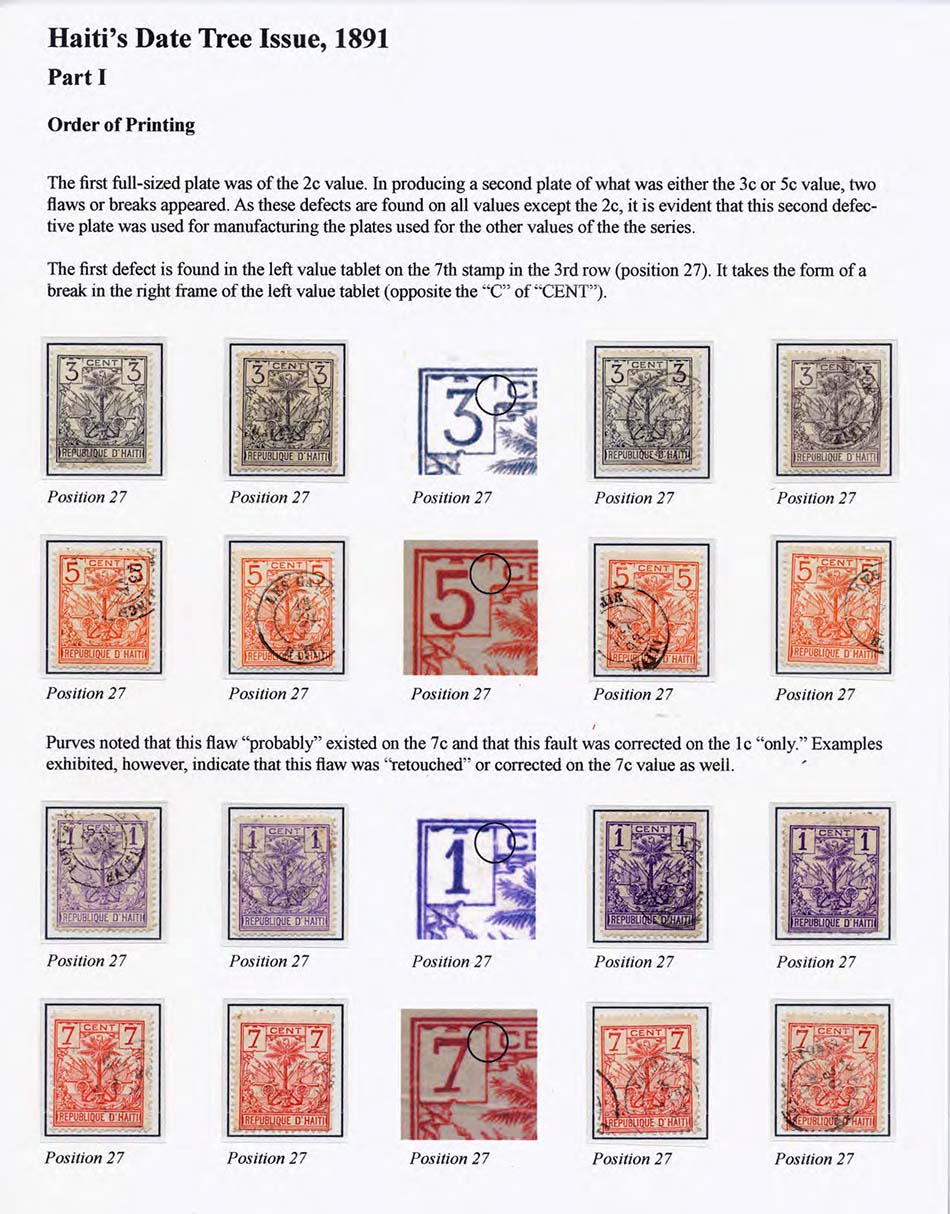 Haiti’s Date Tree Issue, 1891
Part I
Order of Printing
The first full-sized plate was of the 2c value. In producing a second plate of what was either the 3c or 5c value, two
flaws or breaks appeared. As these defects are found on all values except the 2c, it is evident that this second defec-
tive plate was used for manufacturing the plates used for the other values of the the series.
The first defect is found in the left value tablet on the 7th stamp in the 3rd row (position 27). It takes the form of a
break in the right frame of the left value tablet (opposite the “C” of “CENT”).
3 CENT 3 3 CENT 3 3 CE 3 CENT 3 3 CENT 3
REPUBLIQUE D'HAITI REPUBLIQUE D'HAITI REPUBLIQUE D'HAITI REPUBLIQUE D'HAITI
Position 27 Position 27 Position 27 Position 27 Position 27
5 CENT 5 CENT 5 5 CE 5 CENT 5 5 CENT 5
REPUBLIQUE D'HAITI REPUBLIQUE D'HAITI REPUBLIQUE D'HAITI
Position 27 Position 27 Position 27 Position 27 Position 27
Purves noted that this flaw “probably” existed on the 7c and that this fault was corrected on the 1c “only.” Examples
exhibited, however, indicate that this flaw was “retouched” or corrected on the 7c value as well.
1 CENT 1 1 CENT 1 1 C 1 CENT 1 1 CENT 1
REPUBLIQUE D'HAITI REPUBLIQUE D'HAITI REPUBLIQUE D'HAITI REPUBLIQUE D'HAITI
Position 27 Position 27 Position 27 Position 27 Position 27
7 CENT 7 7 CENT 7 7 CE 7 CENT 7 7 CENT 7
REPUBLIQUE D'HAITI REPUBLIQUE D'HAITI REPUBLIQUE D'HAITI REPUBLIQUE D'HAITI
Position 27 Position 27 Position 27 Position 27 Position 27